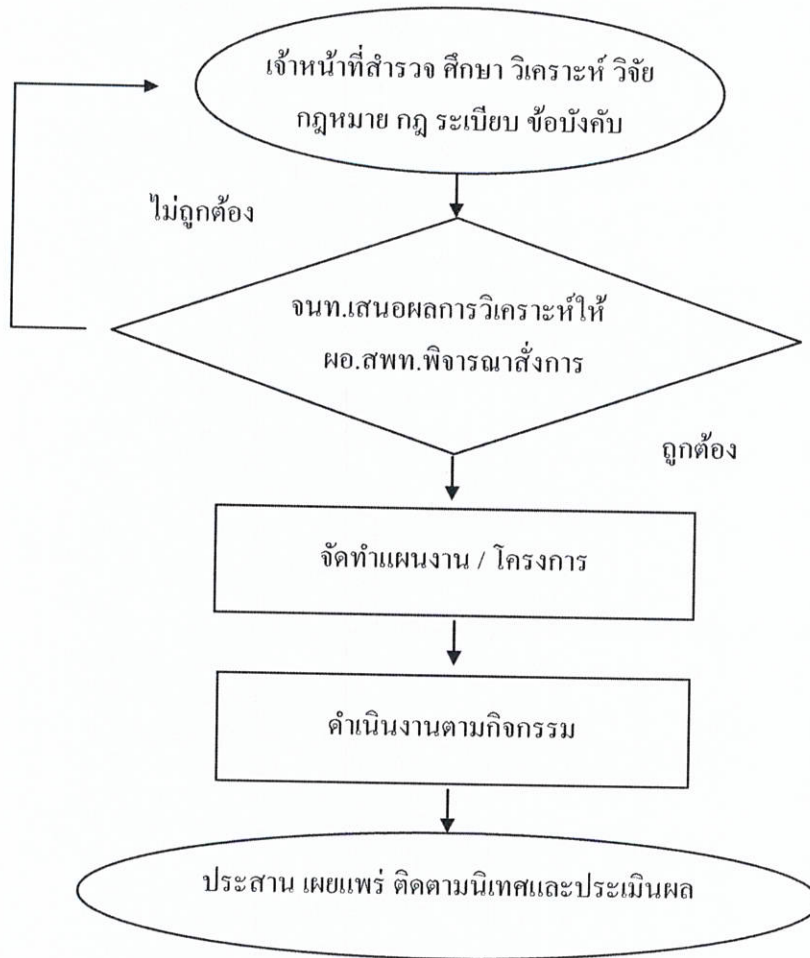 เจ้าหน้าที่สำรวจ ศึกษา วิเคราะห์ วิจัย
กฎหมาย กฎ ระเบียบ ข้อบังคับ
ไม่ถูกต้อง
จนท.เสนอผลการวิเคราะห์ให้
ผอ.สพท.พิจารณาสั่งการ
ถูกต้อง
จัดทำแผนงาน / โครงการ
ดำเนินงานตามกิจกรรม
ประสาน เผยแพร่ ติดตามนิเทศและประเมินผล